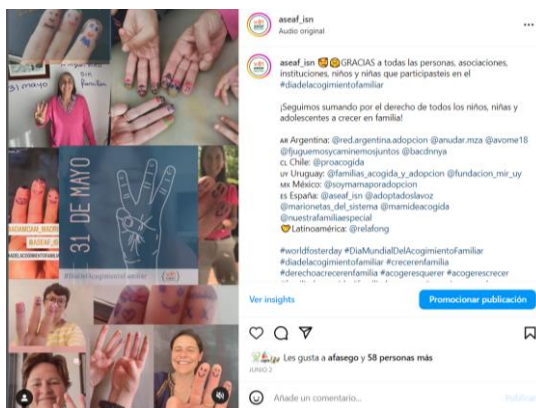 31 mayo
sin
familia
31 DE MAYO
ADAMCAM_MADRID
@ASEAF_ISN
aseaf_isn
Audio original
aseaf_isn 🥰🤗GRACIAS a todas las personas, asociaciones,
instituciones, niños y niñas que participasteis en el
#diadelacogimientofamiliar
¡Seguimos sumando por el derecho de todos los niños, niñas y
adolescentes a crecer en familia!
AR Argentina: @red.argentina.adopcion @anudar.mza @avome18
@fjuguemosycaminemosjuntos @bacdnnya
CL Chile: @proacogida
UY Uruguay: @familias_acogida_y_adopcion @fundacion_mir_uy
MX México: @soymamaporadopcion
ES España: @aseaf_isn @adoptadoslavoz
@marionetas_del_sistema @mamideacogida
@nuestrafamiliaespecial
🧡Latinoamérica: @relafong
#worldfosterday #DiaMundialDelAcogimientoFamiliar
#diadelacogimientofamiliar #crecerenfamilia
#derechoacrecerenfamilia #acogeresquerer #acogerescrecer
Ver insights
Promocionar publicación
Les gusta a afasego y 58 personas más
JUNIO 2
Añade un comentario...
Publicar